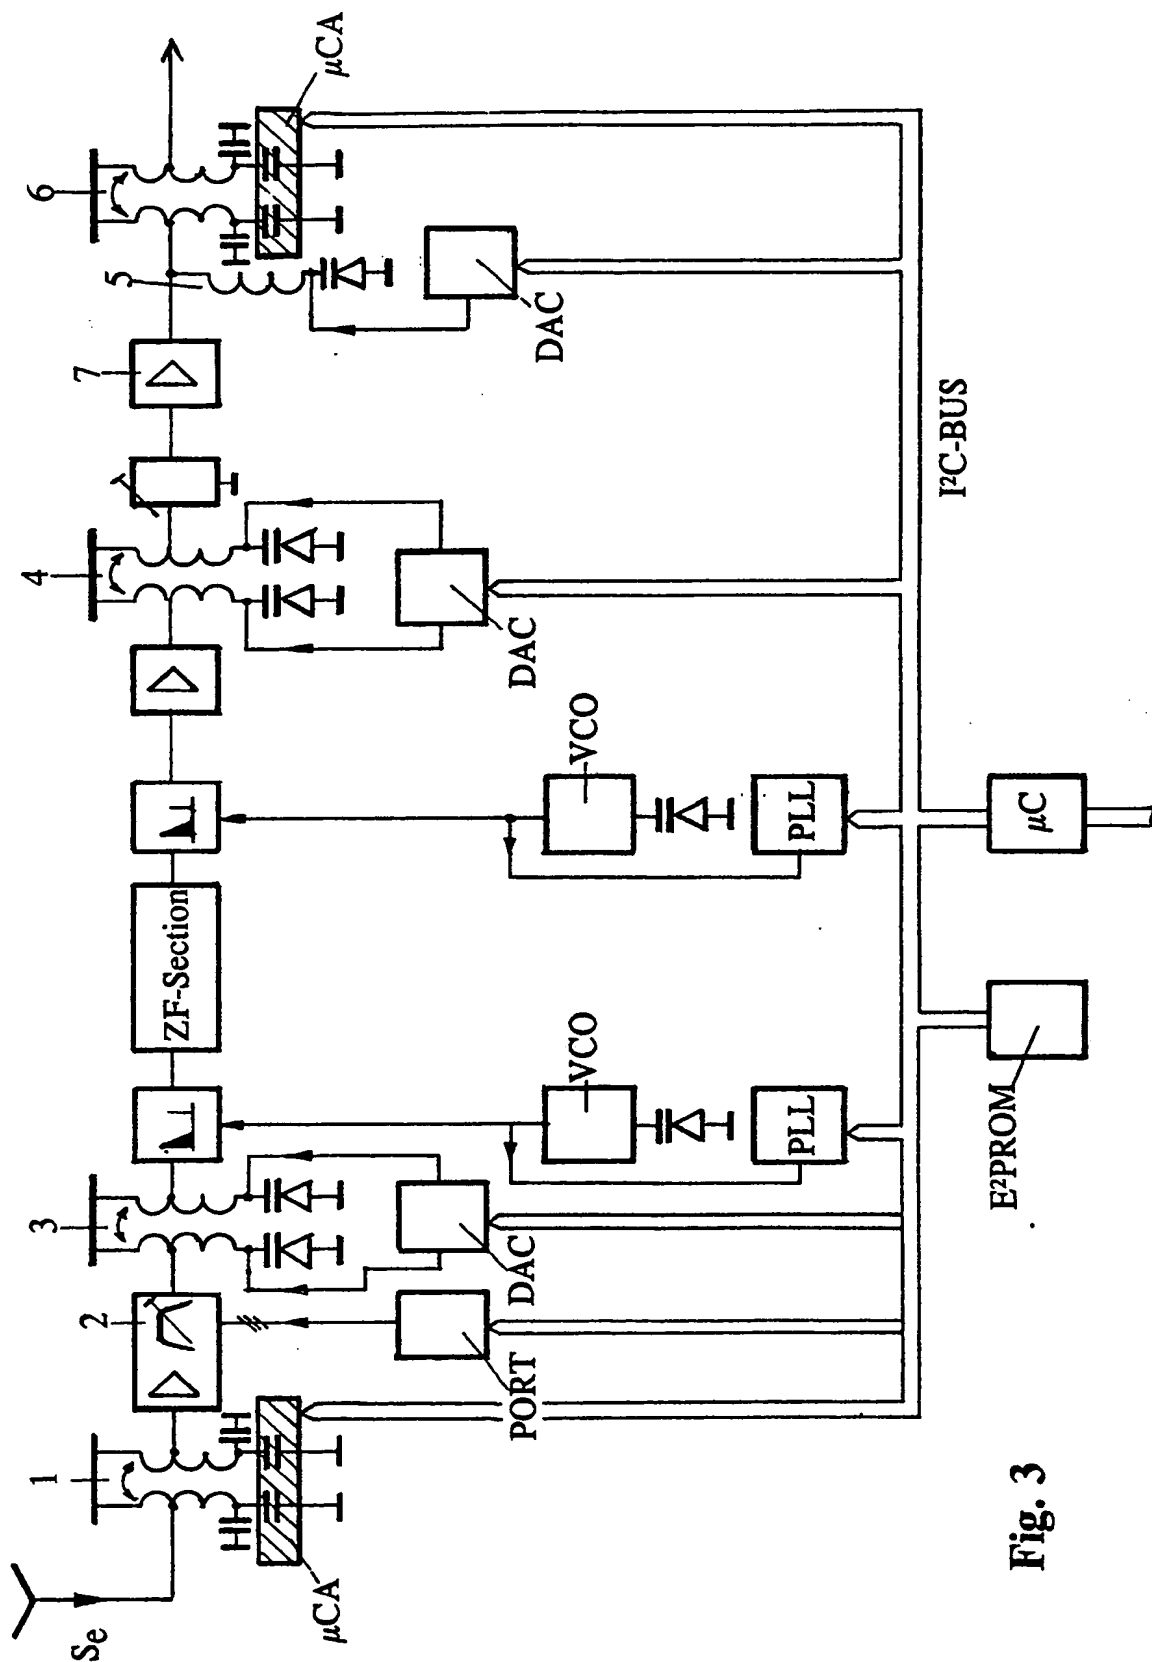 Se
1
2
3
4
7
5
6
µCA
µCA
ZF-Section
PORT
DAC
DAC
DAC
VCO
VCO
PLL
PLL
I²C-BUS
E²PROM
µC
Fig. 3